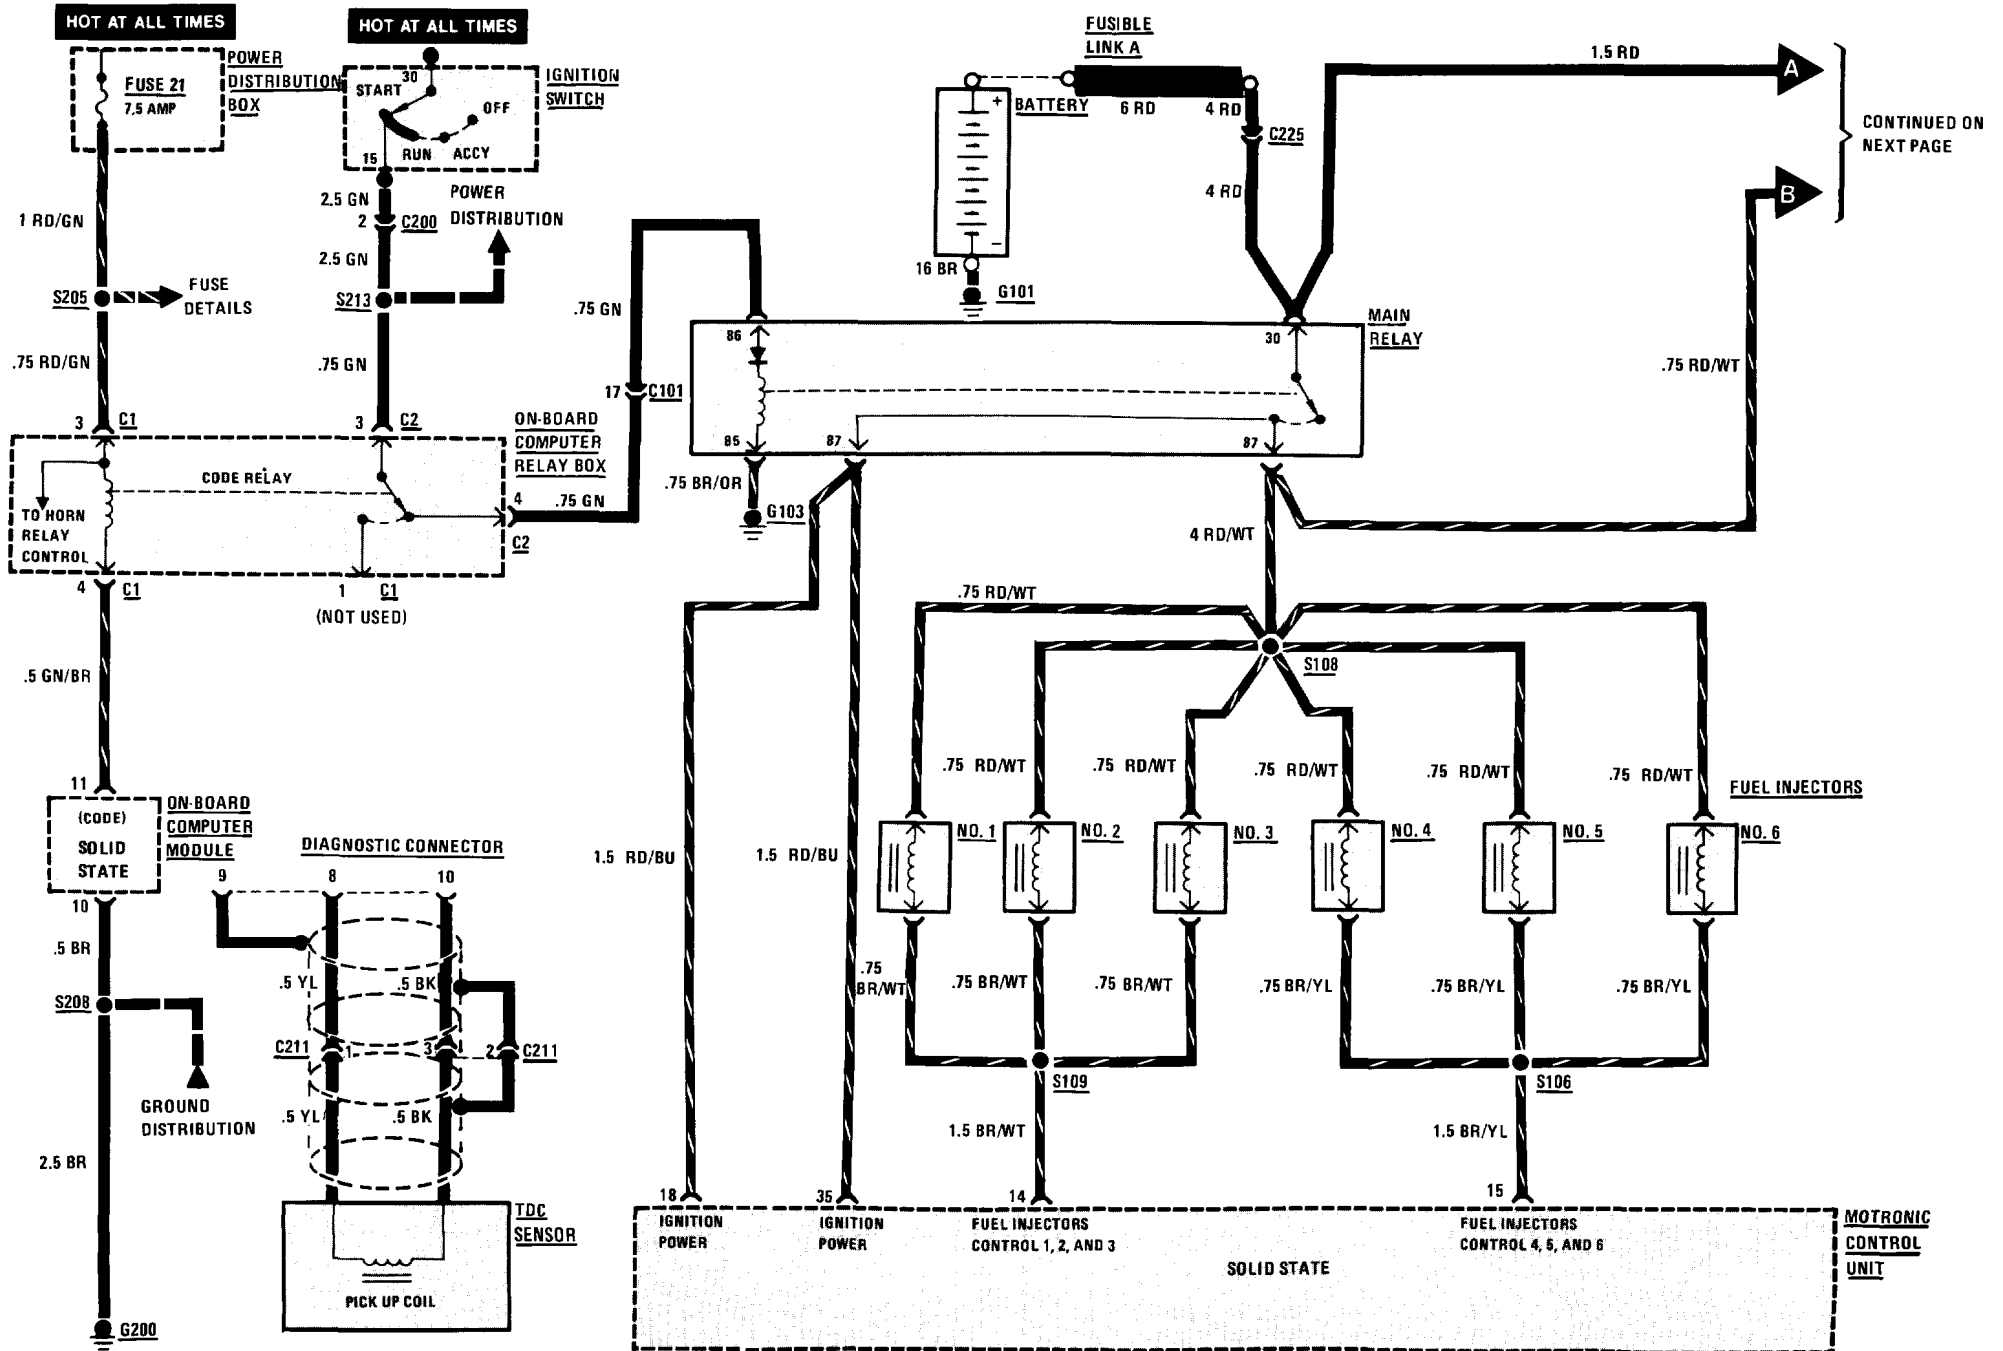 HOT AT ALL TIMES
HOT AT ALL TIMES
FUSE 21
7.5 AMP
POWER
DISTRIBUTION
BOX
30
START
OFF
RUN
ACCY
15
IGNITION
SWITCH
FUSIBLE
LINK A
BATTERY
+
−
6 RD
4 RD
C225
4 RD
1.5 RD
A
B
CONTINUED ON
NEXT PAGE
2.5 GN
2
C200
2.5 GN
POWER
DISTRIBUTION
1 RD/GN
S205
FUSE
DETAILS
S213
16 BR
G101
.75 GN
.75 RD/GN
.75 GN
17
C101
86
30
MAIN
RELAY
85
87
87
.75 RD/WT
3
C1
3
C2
ON-BOARD
COMPUTER
RELAY BOX
CODE RELAY
TO HORN
RELAY
CONTROL
4
C2
.75 GN
4
C1
1
C1
(NOT USED)
.75 BR/OR
G103
4 RD/WT
.75 RD/WT
S108
.5 GN/BR
.75 RD/WT
.75 RD/WT
.75 RD/WT
.75 RD/WT
.75 RD/WT
FUEL INJECTORS
11
(CODE)
SOLID
STATE
ON-BOARD
COMPUTER
MODULE
10
DIAGNOSTIC CONNECTOR
9
8
10
1.5 RD/BU
1.5 RD/BU
NO. 1
NO. 2
NO. 3
NO. 4
NO. 5
NO. 6
.5 BR
S208
GROUND
DISTRIBUTION
2.5 BR
G200
.5 YL
.5 BK
C211
1
3
2
C211
.5 YL
.5 BK
TDC
SENSOR
PICK UP COIL
.75
BR/WT
.75 BR/WT
.75 BR/WT
.75 BR/YL
.75 BR/YL
.75 BR/YL
S109
S106
1.5 BR/WT
1.5 BR/YL
18
35
14
15
IGNITION
POWER
IGNITION
POWER
FUEL INJECTORS
CONTROL 1, 2, AND 3
FUEL INJECTORS
CONTROL 4, 5, AND 6
SOLID STATE
MOTRONIC
CONTROL
UNIT